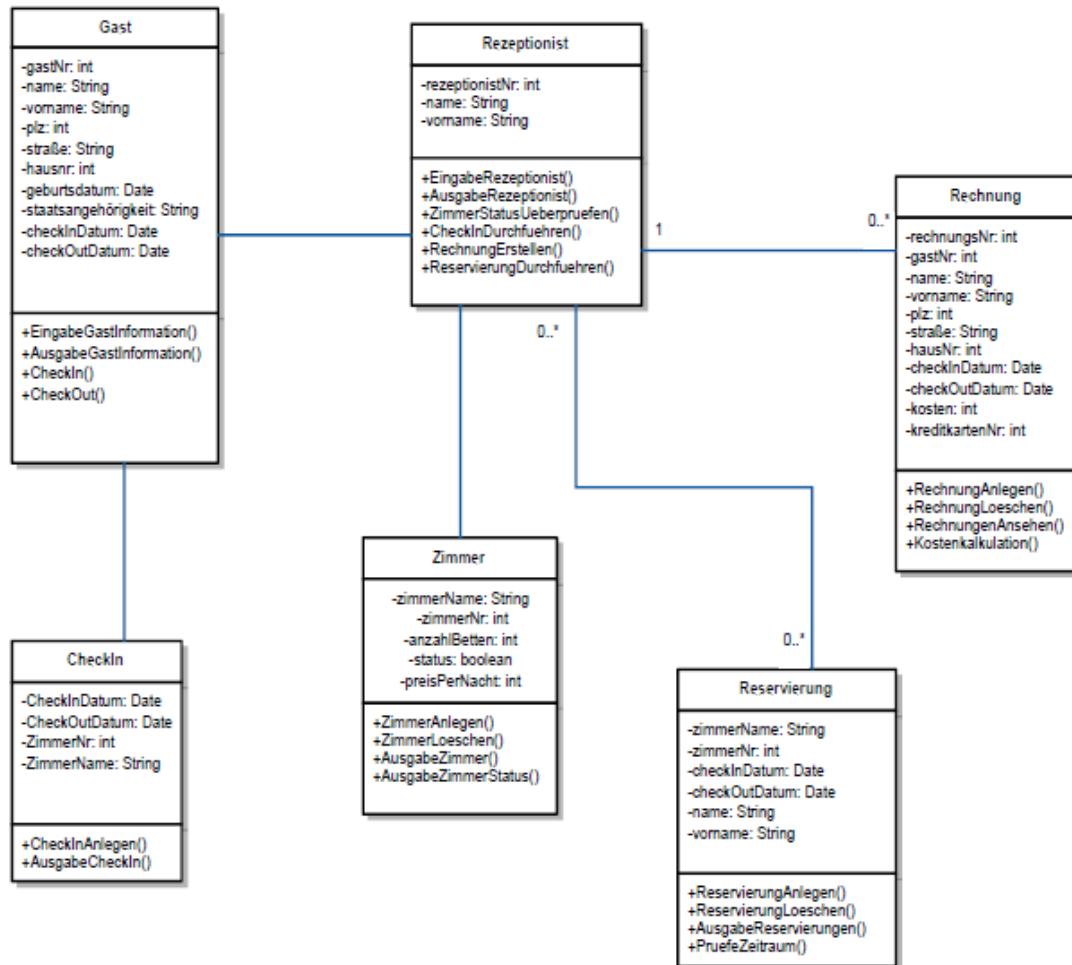 Gast
-gastNr: int
-name: String
-vorname: String
-plz: int
-straße: String
-hausnr: int
-geburtsdatum: Date
-staatsangehörigkeit: String
-checkInDatum: Date
-checkOutDatum: Date
+EingabeGastInformation()
+AusgabeGastInformation()
+CheckIn()
+CheckOut()
Rezeptionist
-rezeptionistNr: int
-name: String
-vorname: String
+EingabeRezeptionist()
+AusgabeRezeptionist()
+ZimmerStatusUeberpruefen()
+CheckInDurchfuehren()
+RechnungErstellen()
+ReservierungDurchfuehren()
1
0..*
0..*
0..*
Rechnung
-rechnungsNr: int
-gastNr: int
-name: String
-vorname: String
-plz: int
-straße: String
-hausNr: int
-checkInDatum: Date
-checkOutDatum: Date
-kosten: int
-kreditkartenNr: int
+RechnungAnlegen()
+RechnungLoeschen()
+RechnungenAnsehen()
+Kostenkalkulation()
CheckIn
-CheckInDatum: Date
-CheckOutDatum: Date
-ZimmerNr: int
-ZimmerName: String
+CheckInAnlegen()
+AusgabeCheckIn()
Zimmer
-zimmerName: String
-zimmerNr: int
-anzahlBetten: int
-status: boolean
-preisPerNacht: int
+ZimmerAnlegen()
+ZimmerLoeschen()
+AusgabeZimmer()
+AusgabeZimmerStatus()
Reservierung
-zimmerName: String
-zimmerNr: int
-checkInDatum: Date
-checkOutDatum: Date
-name: String
-vorname: String
+ReservierungAnlegen()
+ReservierungLoeschen()
+AusgabeReservierungen()
+PruefeZeitraum()